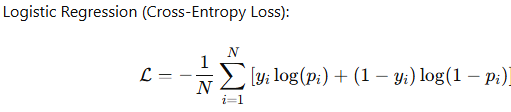 Logistic Regression (Cross-Entropy Loss):
ℒ = −1/N ∑_{i=1}^{N} [y_i log(p_i) + (1 − y_i) log(1 − p_i)]